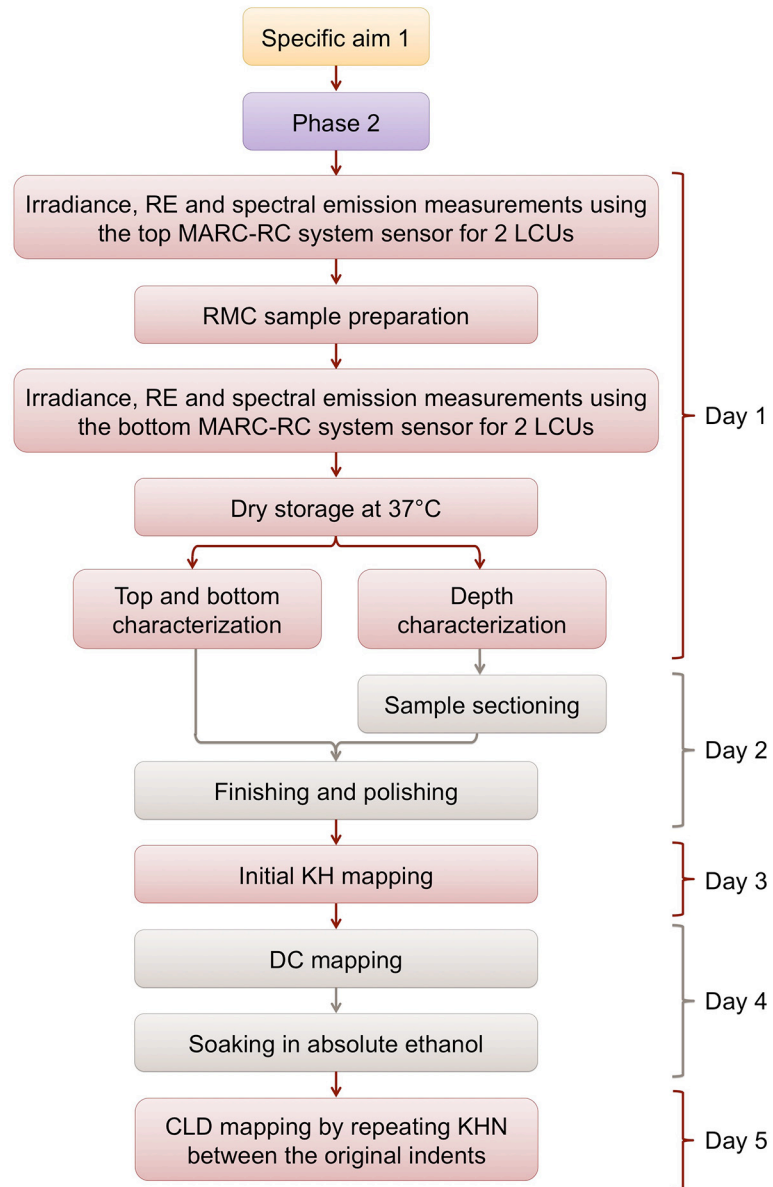 Specific aim 1
Phase 2
Irradiance, RE and spectral emission measurements using
the top MARC-RC system sensor for 2 LCUs
RMC sample preparation
Irradiance, RE and spectral emission measurements using
the bottom MARC-RC system sensor for 2 LCUs
Day 1
Dry storage at 37°C
Top and bottom
characterization
Depth
characterization
Sample sectioning
Day 2
Finishing and polishing
Initial KH mapping
Day 3
DC mapping
Day 4
Soaking in absolute ethanol
CLD mapping by repeating KHN
between the original indents
Day 5